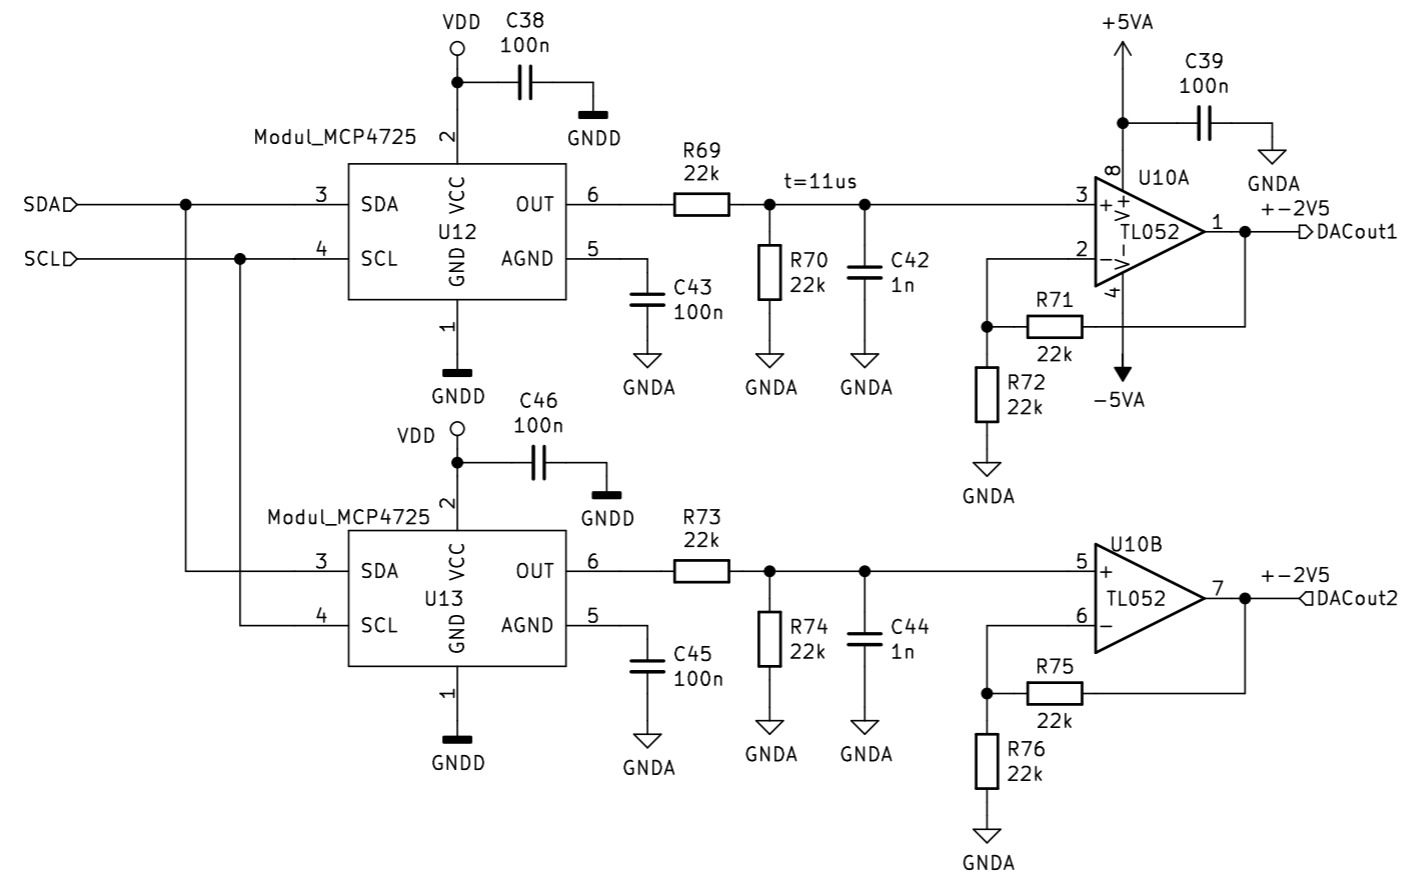 VDD
C38
100n
GNDD
Modul_MCP4725
2
SDA
SCL
3
4
SDA
SCL
VCC
U12
GND
OUT
AGND
6
5
1
GNDD
R69
22k
t=11us
C43
100n
GNDA
R70
22k
GNDA
C42
1n
GNDA
+5VA
C39
100n
GNDA
8
U10A
3
2
+
-
V+
V-
TL052
1
4
+-2V5
DACout1
R71
22k
R72
22k
-5VA
GNDA
VDD
C46
100n
GNDD
Modul_MCP4725
2
3
4
SDA
SCL
VCC
U13
GND
OUT
AGND
6
5
1
GNDD
R73
22k
C45
100n
GNDA
R74
22k
GNDA
C44
1n
GNDA
U10B
5
6
+
-
TL052
7
+-2V5
DACout2
R75
22k
R76
22k
GNDA